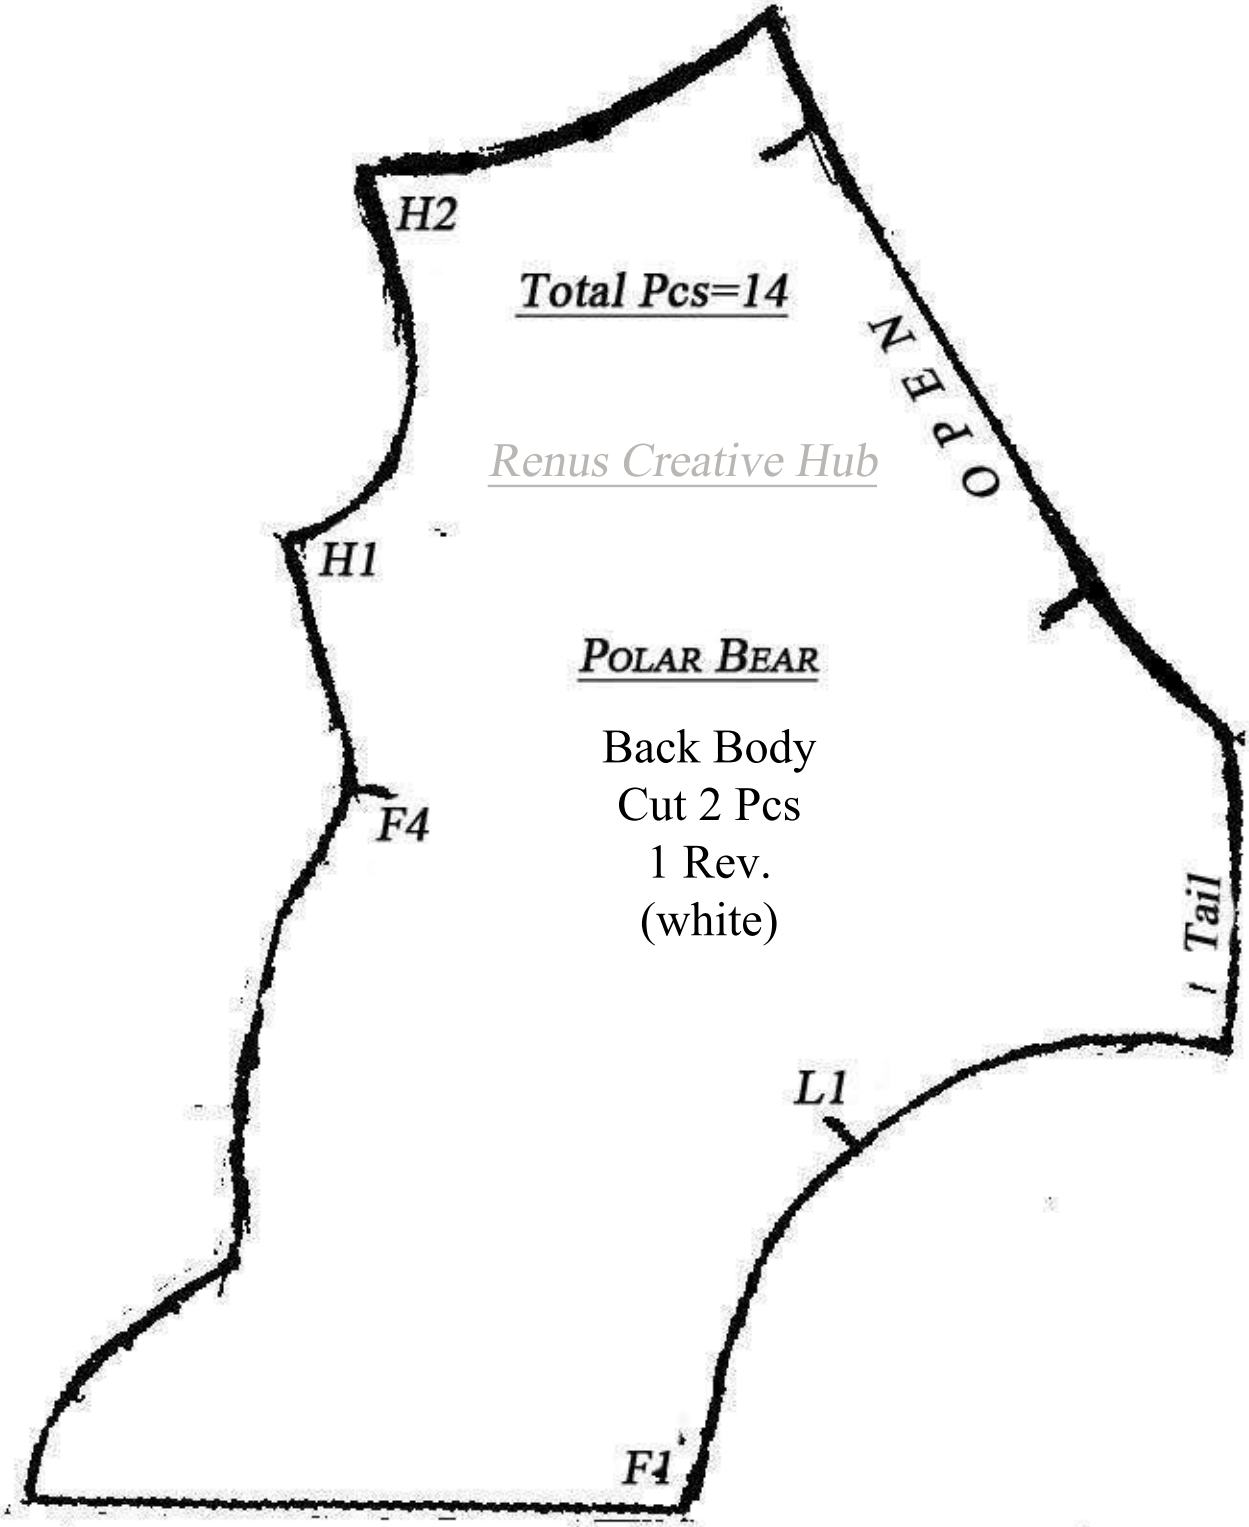 H2
Total Pcs=14
OPEN
Renus Creative Hub
H1
POLAR BEAR
Back Body
Cut 2 Pcs
F4
1 Rev.
(white)
Tail
L1
F1